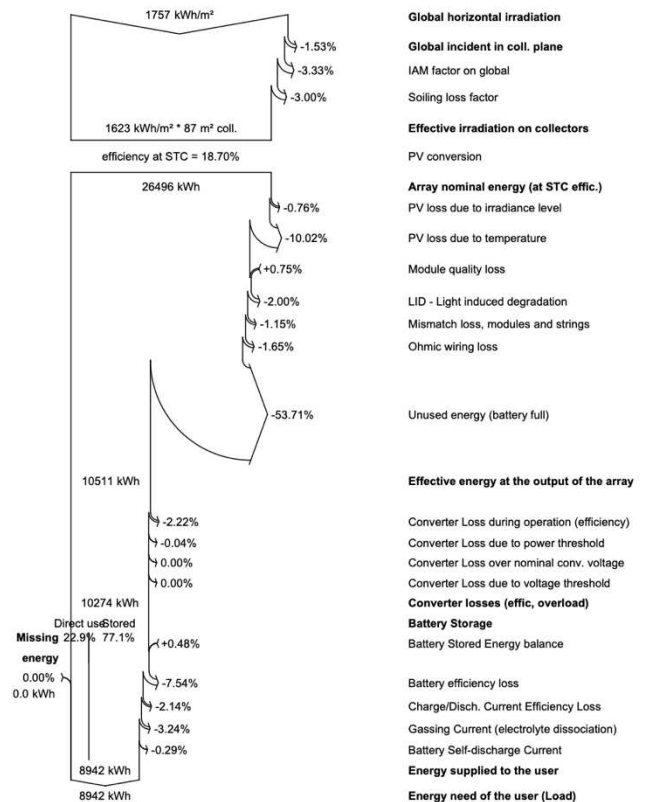 1757 kWh/m² Global horizontal irradiation
-1.53% Global incident in coll. plane
-3.33% IAM factor on global
-3.00% Soiling loss factor
1623 kWh/m² * 87 m² coll. Effective irradiation on collectors
efficiency at STC = 18.70% PV conversion
26496 kWh Array nominal energy (at STC effic.)
-0.76% PV loss due to irradiance level
-10.02% PV loss due to temperature
+0.75% Module quality loss
-2.00% LID - Light induced degradation
-1.15% Mismatch loss, modules and strings
-1.65% Ohmic wiring loss
-53.71% Unused energy (battery full)
10511 kWh Effective energy at the output of the array
-2.22% Converter Loss during operation (efficiency)
-0.04% Converter Loss due to power threshold
0.00% Converter Loss over nominal conv. voltage
0.00% Converter Loss due to voltage threshold
10274 kWh Converter losses (effic, overload)
Direct use Stored Battery Storage
Missing 22.9% 77.1% +0.48% Battery Stored Energy balance
energy
0.00% -7.54% Battery efficiency loss
0.0 kWh
-2.14% Charge/Disch. Current Efficiency Loss
-3.24% Gassing Current (electrolyte dissociation)
-0.29% Battery Self-discharge Current
8942 kWh Energy supplied to the user
8942 kWh Energy need of the user (Load)